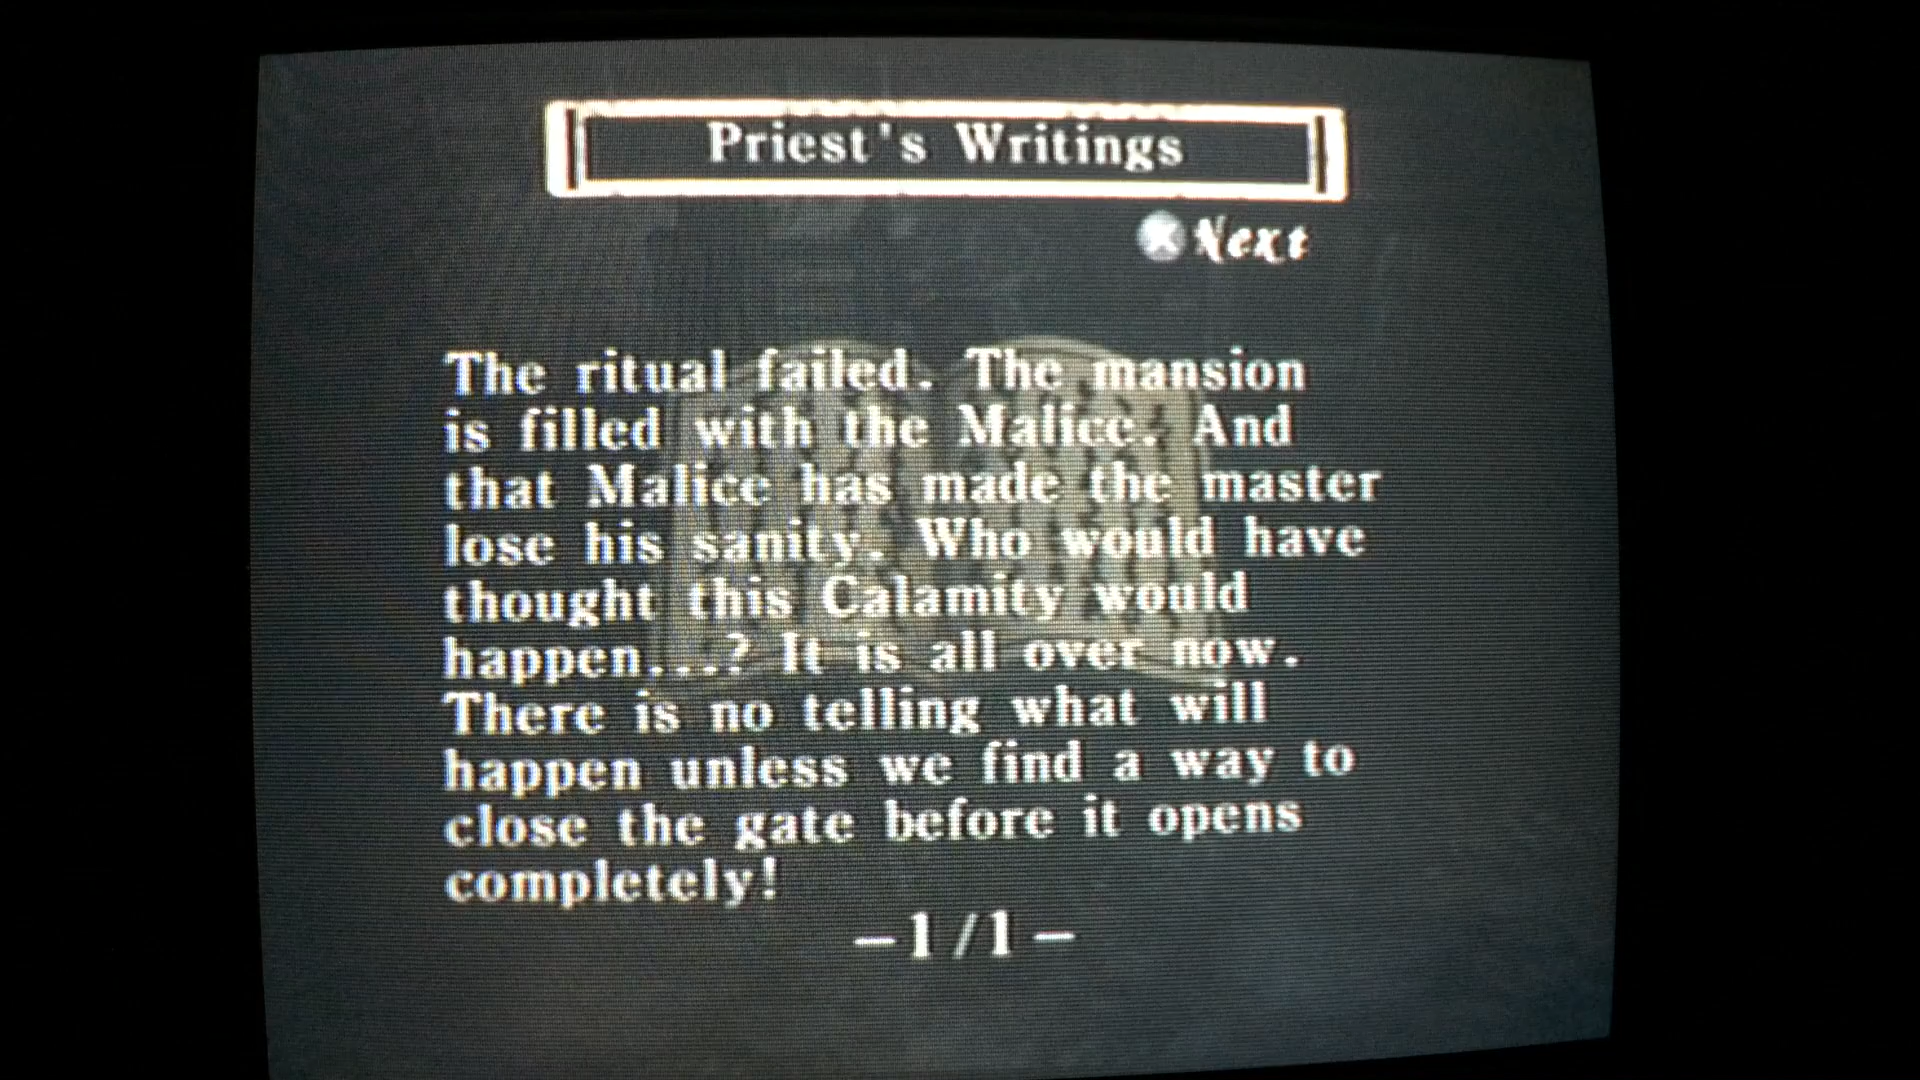 Priest's Writings
Next
The ritual failed. The mansion
is filled with the Malice. And
that Malice has made the master
lose his sanity. Who would have
thought this Calamity would
happen...? It is all over now.
There is no telling what will
happen unless we find a way to
close the gate before it opens
completely!
-1/1-